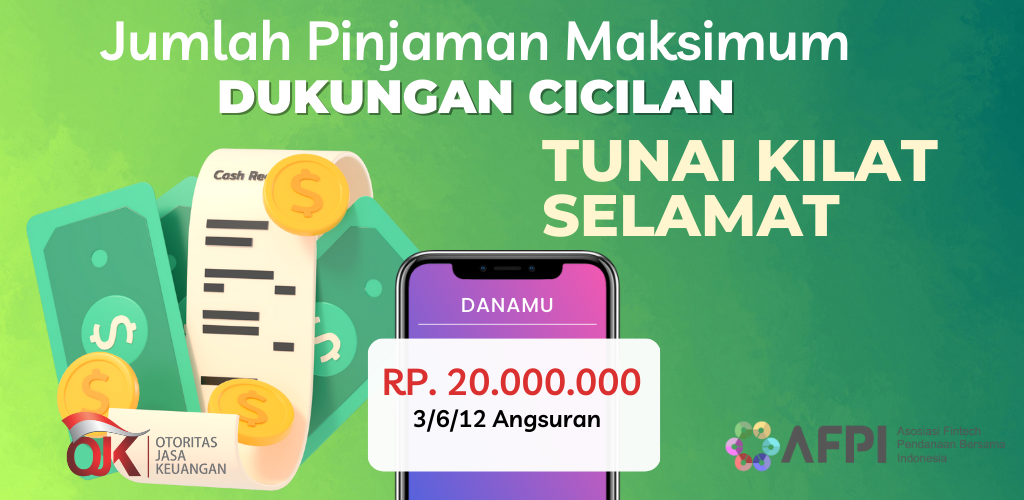 Jumlah Pinjaman Maksimum
DUKUNGAN CICILAN
TUNAI KILAT
SELAMAT
Cash
DANAMU
RP. 20.000.000
3/6/12 Angsuran
OJK
OTORITAS
JASA
KEUANGAN
AFPI
Asosiasi Fintech
Pendanaan Bersama
Indonesia